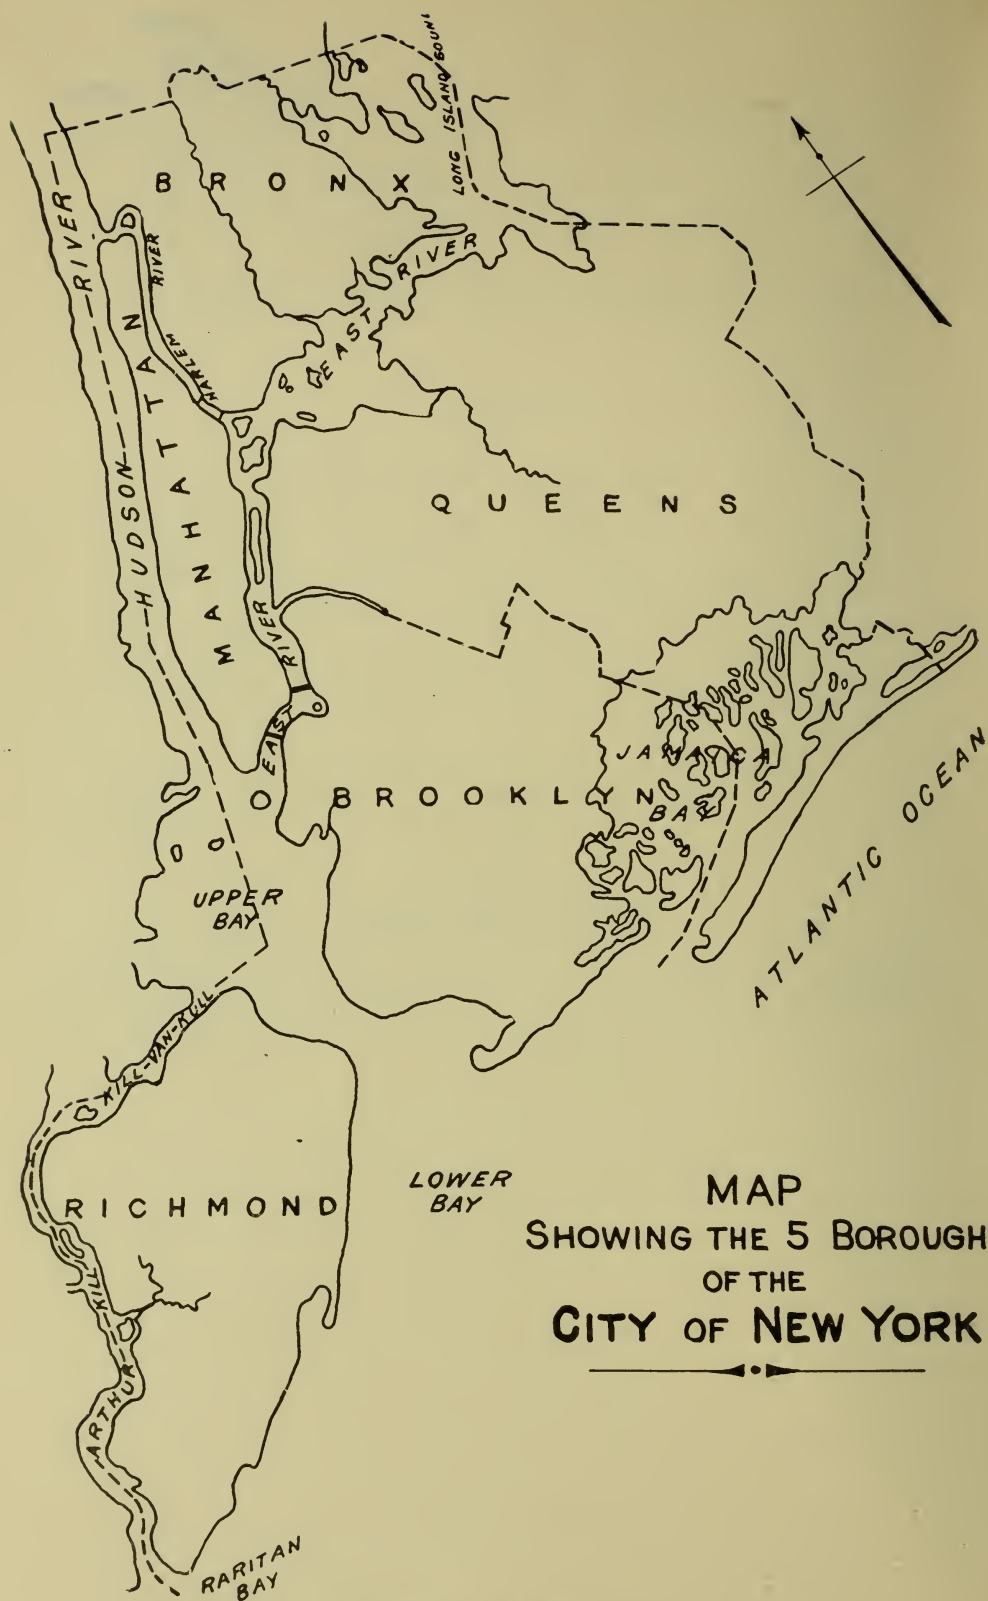 LONG ISLAND SOUN
BRONX
HUDSON RIVER
HARLEM RIVER
EAST RIVER
MANHATTAN
QUEENS
EAST RIVER
JAMAICA
BAY
BROOKLYN
ATLANTIC OCEAN
UPPER
BAY
KILL-VAN-KULL
RICHMOND
LOWER
BAY
ARTHUR KILL
RARITAN
BAY
MAP
SHOWING THE 5 BOROUGH
OF THE
CITY OF NEW YORK